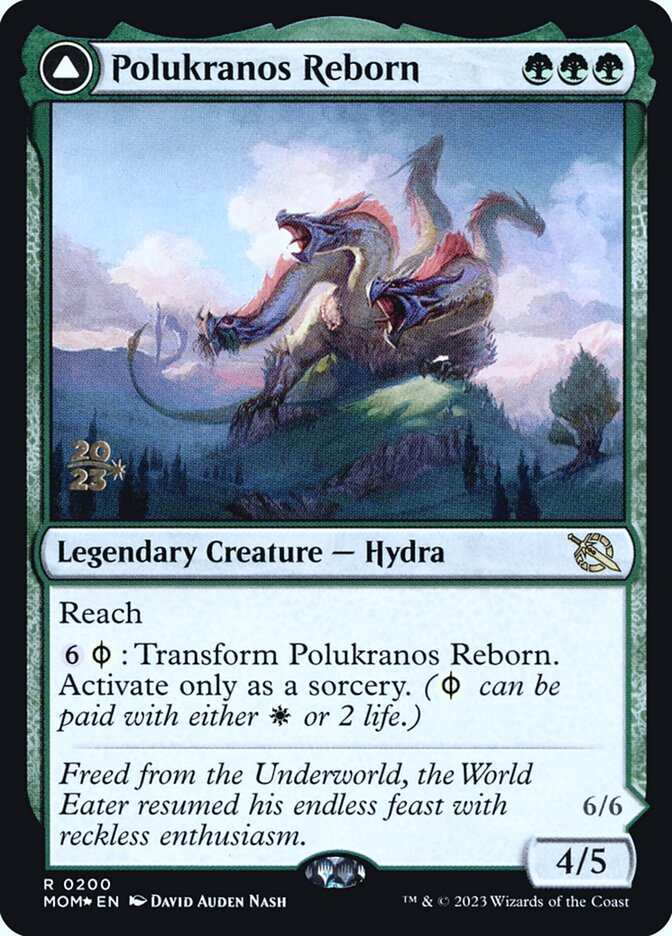 Polukranos Reborn
20
23
Legendary Creature — Hydra
Reach
6 : Transform Polukranos Reborn.
Activate only as a sorcery. ( can be
paid with either or 2 life.)
Freed from the Underworld, the World
Eater resumed his endless feast with
reckless enthusiasm.
6/6
4/5
R 0200
MOM★EN David Auden Nash
™ & © 2023 Wizards of the Coast